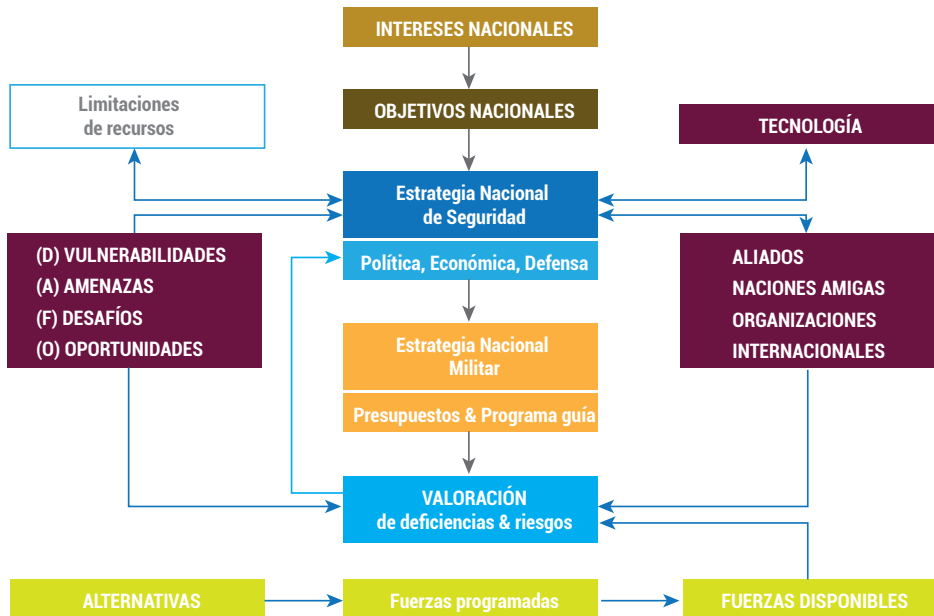 INTERESES NACIONALES
Limitaciones
de recursos
OBJETIVOS NACIONALES
TECNOLOGÍA
Estrategia Nacional
de Seguridad
Política, Económica, Defensa
(D) VULNERABILIDADES
(A) AMENAZAS
(F) DESAFÍOS
(O) OPORTUNIDADES
ALIADOS
NACIONES AMIGAS
ORGANIZACIONES
INTERNACIONALES
Estrategia Nacional
Militar
Presupuestos & Programa guía
VALORACIÓN
de deficiencias & riesgos
ALTERNATIVAS
Fuerzas programadas
FUERZAS DISPONIBLES